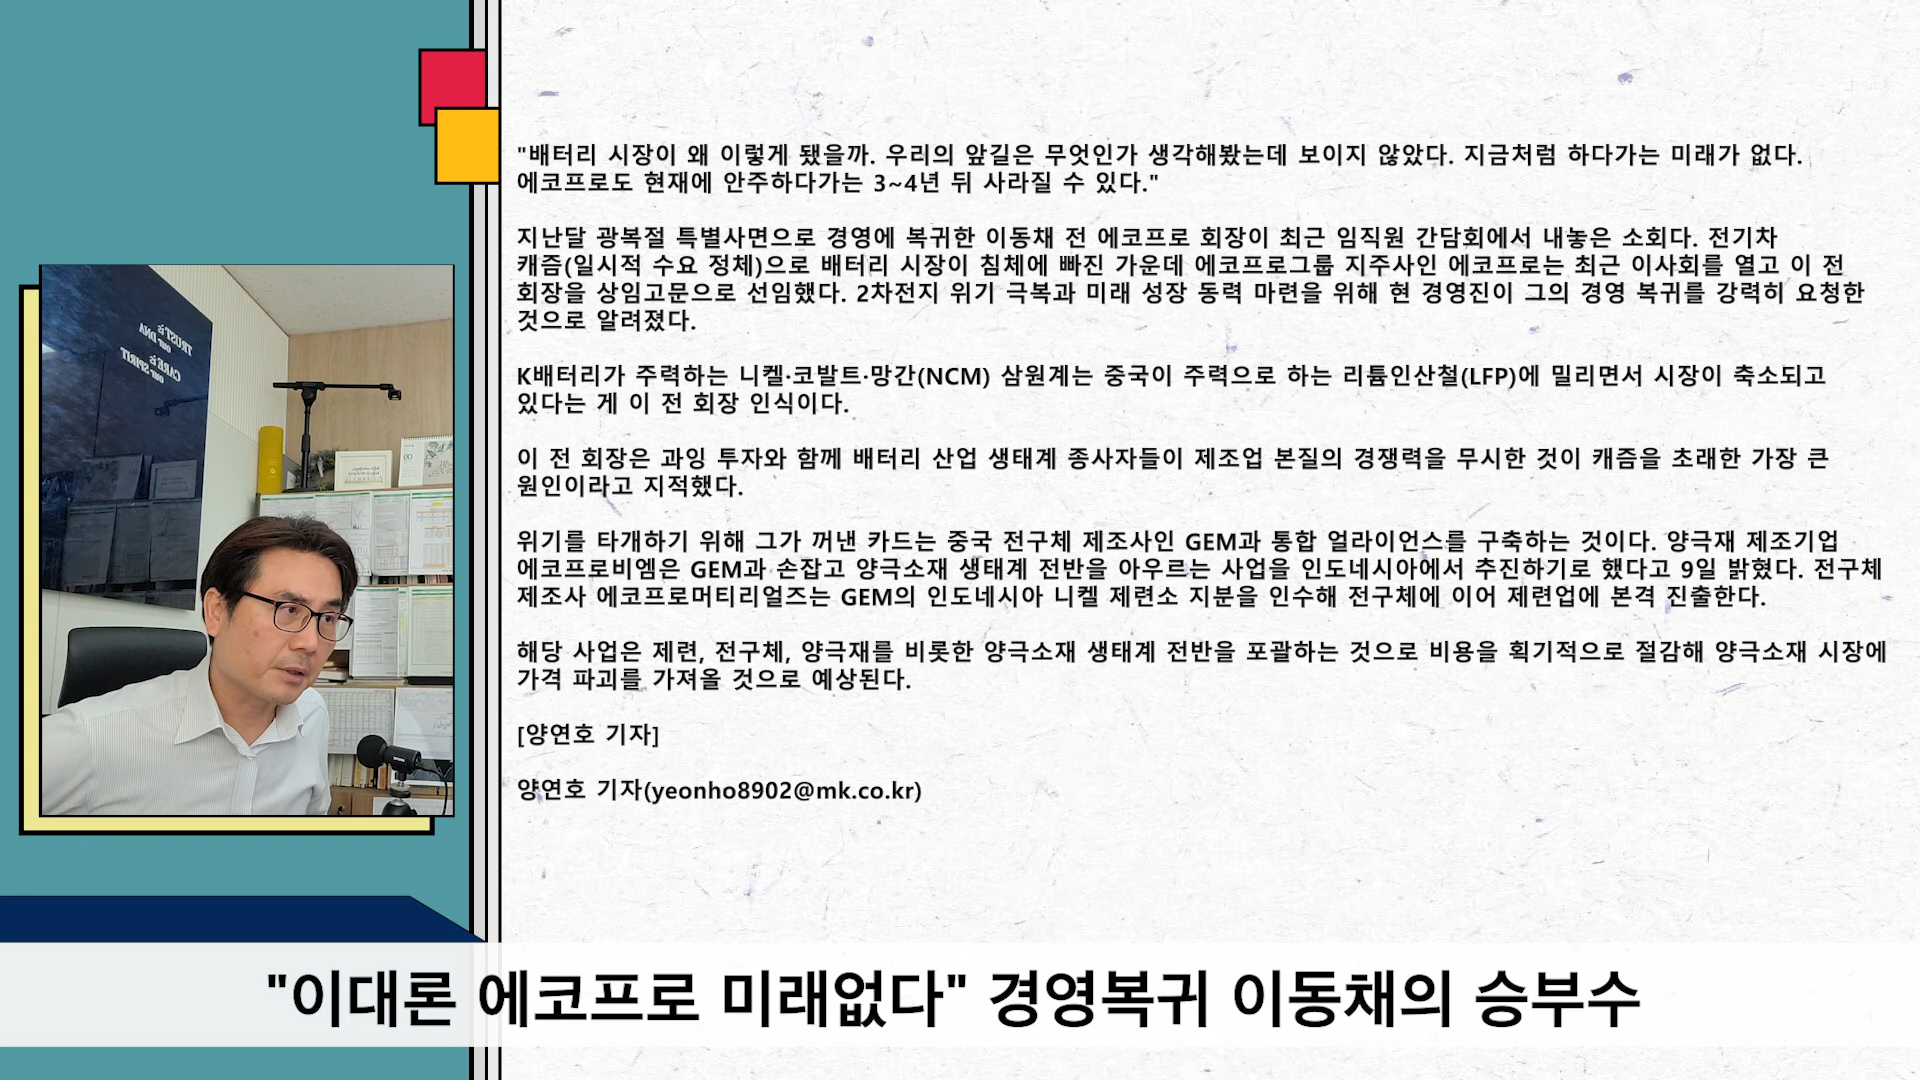 "배터리 시장이 왜 이렇게 됐을까. 우리의 앞길은 무엇인가 생각해봤는데 보이지 않았다. 지금처럼 하다가는 미래가 없다.
에코프로도 현재에 안주하다가는 3~4년 뒤 사라질 수 있다."
지난달 광복절 특별사면으로 경영에 복귀한 이동채 전 에코프로 회장이 최근 임직원 간담회에서 내놓은 소회다. 전기차
캐즘(일시적 수요 정체)으로 배터리 시장이 침체에 빠진 가운데 에코프로그룹 지주사인 에코프로는 최근 이사회를 열고 이 전
회장을 상임고문으로 선임했다. 2차전지 위기 극복과 미래 성장 동력 마련을 위해 현 경영진이 그의 경영 복귀를 강력히 요청한
것으로 알려졌다.
K배터리가 주력하는 니켈·코발트·망간(NCM) 삼원계는 중국이 주력으로 하는 리튬인산철(LFP)에 밀리면서 시장이 축소되고
있다는 게 이 전 회장 인식이다.
이 전 회장은 과잉 투자와 함께 배터리 산업 생태계 종사자들이 제조업 본질의 경쟁력을 무시한 것이 캐즘을 초래한 가장 큰
원인이라고 지적했다.
위기를 타개하기 위해 그가 꺼낸 카드는 중국 전구체 제조사인 GEM과 통합 얼라이언스를 구축하는 것이다. 양극재 제조기업
에코프로비엠은 GEM과 손잡고 양극소재 생태계 전반을 아우르는 사업을 인도네시아에서 추진하기로 했다고 9일 밝혔다. 전구체
제조사 에코프로머티리얼즈는 GEM의 인도네시아 니켈 제련소 지분을 인수해 전구체에 이어 제련업에 본격 진출한다.
해당 사업은 제련, 전구체, 양극재를 비롯한 양극소재 생태계 전반을 포괄하는 것으로 비용을 획기적으로 절감해 양극소재 시장에
가격 파괴를 가져올 것으로 예상된다.
[양연호 기자]
양연호 기자(yeonho8902@mk.co.kr)
TRUST is
our DNA
CARE is
our SPIRIT
"이대론 에코프로 미래없다" 경영복귀 이동채의 승부수